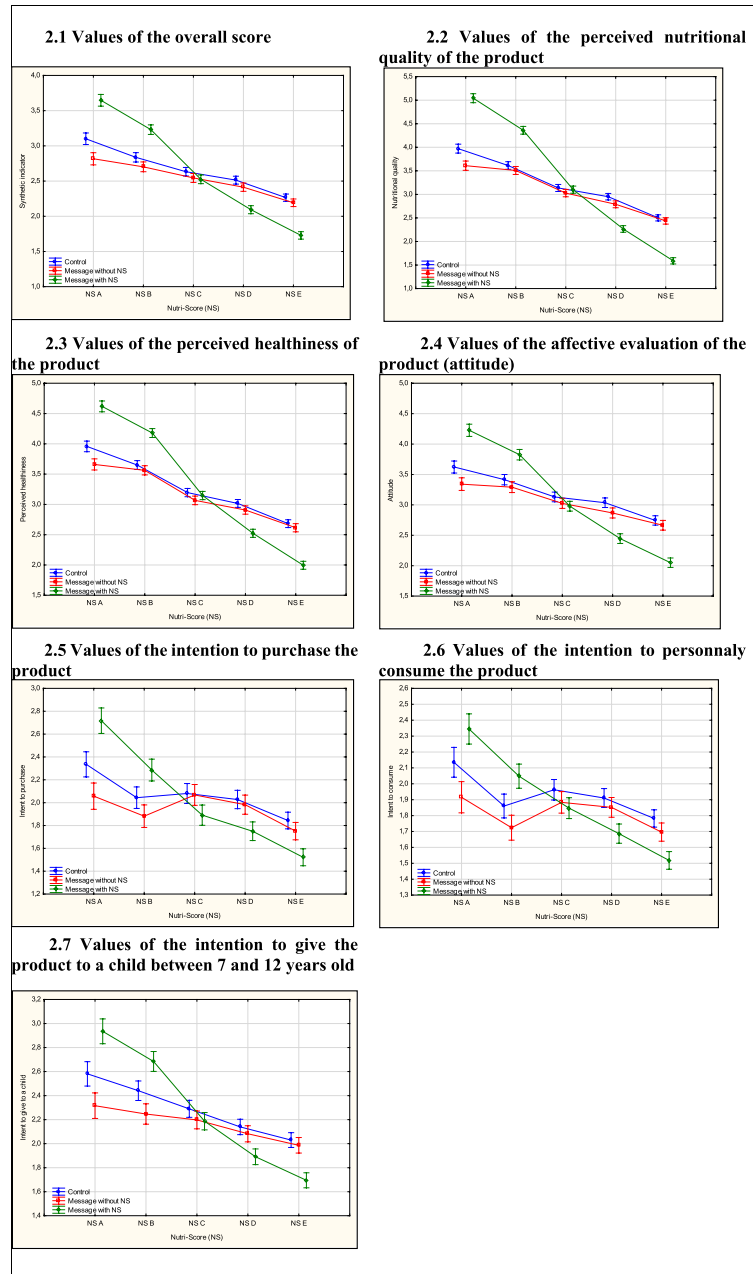 2.1 Values of the overall score
2.2 Values of the perceived nutritional
quality of the product
4,0
3,5
3,0
2,5
2,0
1,5
1,0
Synthetic indicator
Control
Message without NS
Message with NS
NS A NS B NS C NS D NS E
Nutri-Score (NS)
5,5
5,0
4,5
4,0
3,5
3,0
2,5
2,0
1,5
1,0
Nutritional quality
Control
Message without NS
Message with NS
NS A NS B NS C NS D NS E
Nutri-Score (NS)
2.3 Values of the perceived healthiness of
the product
2.4 Values of the affective evaluation of the
product (attitude)
5,0
4,5
4,0
3,5
3,0
2,5
2,0
1,5
Perceived healthiness
Control
Message without NS
Message with NS
NS A NS B NS C NS D NS E
Nutri-Score (NS)
5,0
4,5
4,0
3,5
3,0
2,5
2,0
1,5
Attitude
Control
Message without NS
Message with NS
NS A NS B NS C NS D NS E
Nutri-Score (NS)
2.5 Values of the intention to purchase the
product
2.6 Values of the intention to personnaly
consume the product
3,0
2,8
2,6
2,4
2,2
2,0
1,8
1,6
1,4
1,2
Intent to purchase
Control
Message without NS
Message with NS
NS A NS B NS C NS D NS E
Nutri-Score (NS)
2,6
2,5
2,4
2,3
2,2
2,1
2,0
1,9
1,8
1,7
1,6
1,5
1,4
1,3
Intent to consume
Control
Message without NS
Message with NS
NS A NS B NS C NS D NS E
Nutri-Score (NS)
2.7 Values of the intention to give the
product to a child between 7 and 12 years old
3,2
3,0
2,8
2,6
2,4
2,2
2,0
1,8
1,6
1,4
Intent to give to a child
Control
Message without NS
Message with NS
NS A NS B NS C NS D NS E
Nutri-Score (NS)